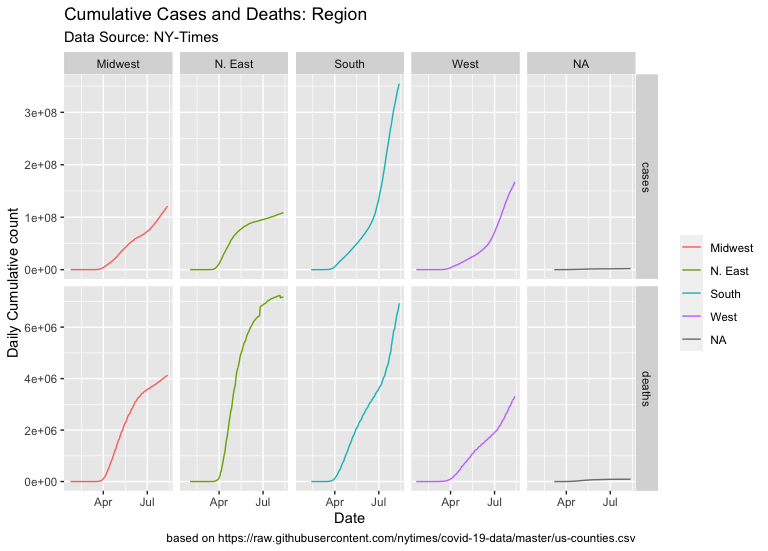 Cumulative Cases and Deaths: Region
Data Source: NY-Times
Midwest N. East South West NA
3e+08
2e+08
1e+08
0e+00
cases
6e+06
4e+06
2e+06
0e+00
deaths
Daily Cumulative count
Apr Jul Apr Jul Apr Jul Apr Jul Apr Jul
Date
Midwest
N. East
South
West
NA
based on https://raw.githubusercontent.com/nytimes/covid-19-data/master/us-counties.csv